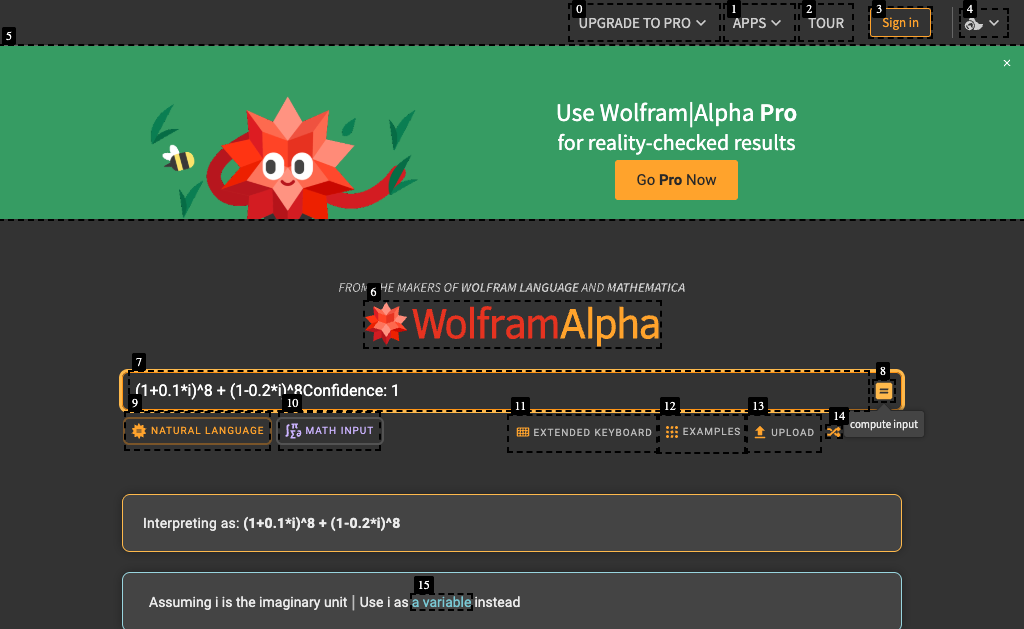 0 1 2 3 4
UPGRADE TO PRO APPS TOUR Sign in
5
×
Use Wolfram|Alpha Pro
for reality-checked results
Go Pro Now
FROM THE MAKERS OF WOLFRAM LANGUAGE AND MATHEMATICA
6
WolframAlpha
7 8
(1+0.1*i)^8 + (1-0.2*i)^8Confidence: 1
=
9 10 11 12 13 14
NATURAL LANGUAGE MATH INPUT EXTENDED KEYBOARD EXAMPLES UPLOAD
compute input
Interpreting as: (1+0.1*i)^8 + (1-0.2*i)^8
15
Assuming i is the imaginary unit | Use i as a variable instead